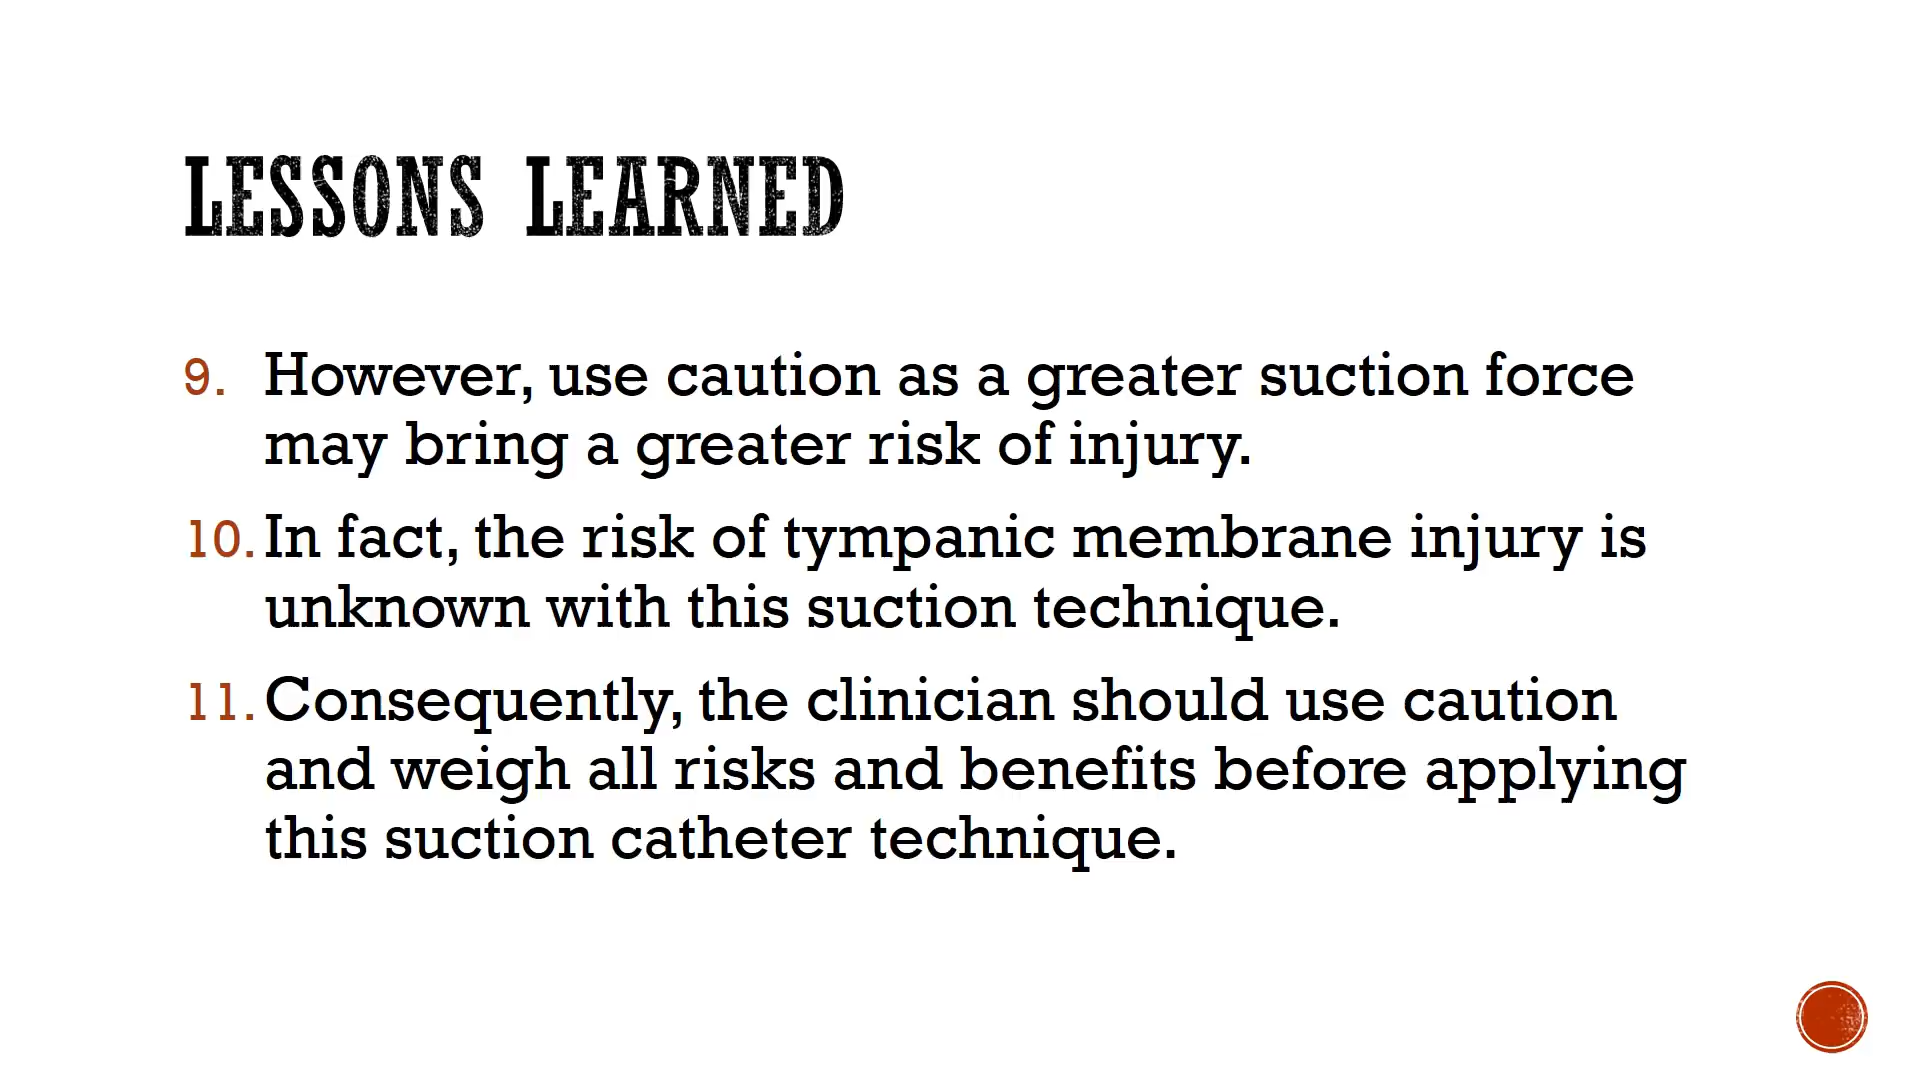 LESSONS LEARNED
9. However, use caution as a greater suction force
may bring a greater risk of injury.
10. In fact, the risk of tympanic membrane injury is
unknown with this suction technique.
11. Consequently, the clinician should use caution
and weigh all risks and benefits before applying
this suction catheter technique.